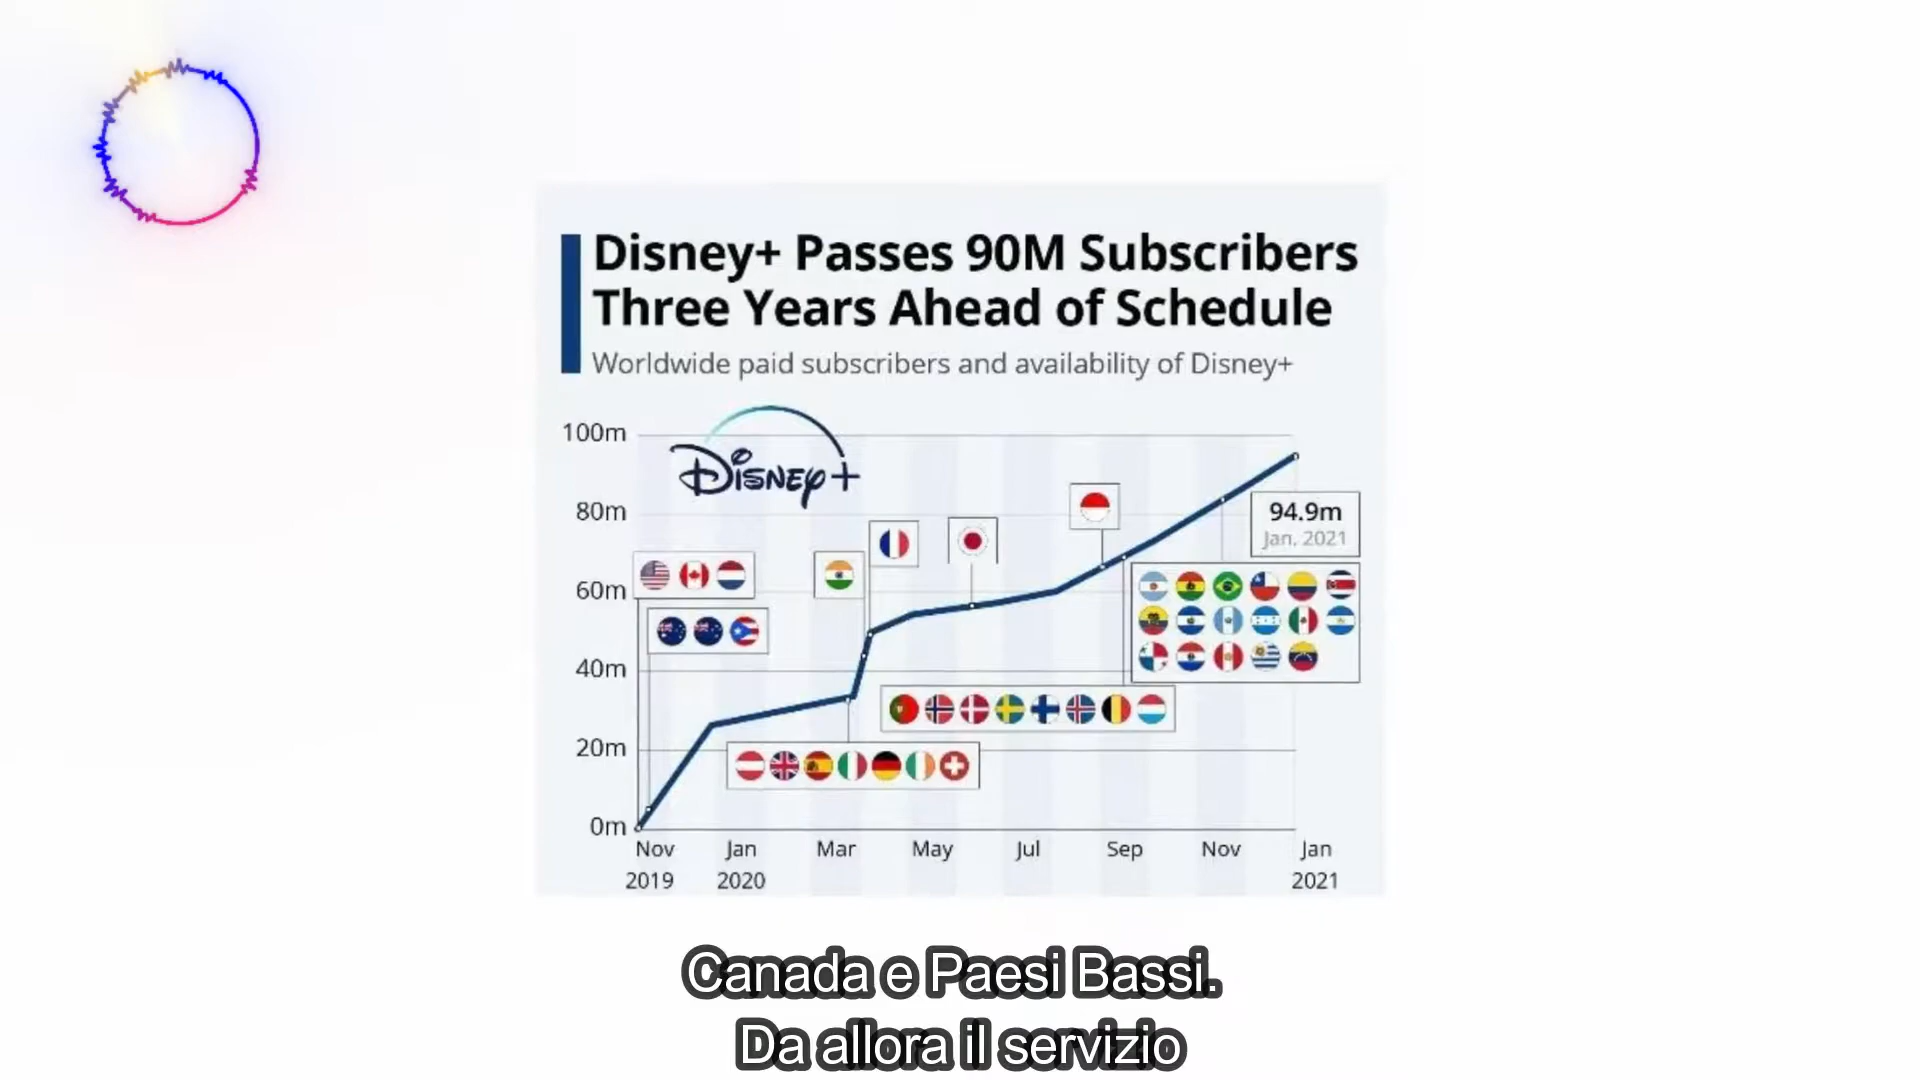 Disney+ Passes 90M Subscribers
Three Years Ahead of Schedule
Worldwide paid subscribers and availability of Disney+
100m
Disney+
80m
94.9m
Jan. 2021
60m
40m
20m
0m
Nov Jan Mar May Jul Sep Nov Jan
2019 2020 2021
Canada e Paesi Bassi.
Da allora il servizio